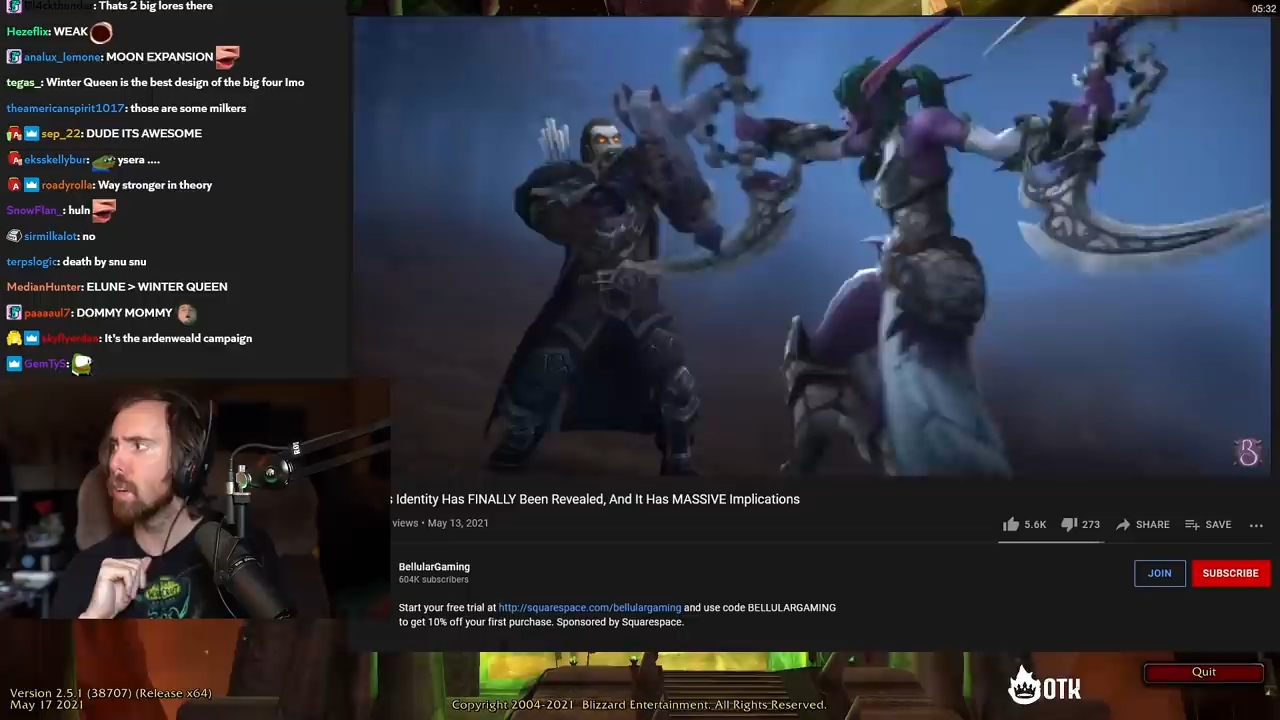 Thats 2 big lores there
Hezeflix: WEAK
analux_lemone: MOON EXPANSION
tegas_: Winter Queen is the best design of the big four Imo
theamericanspirit1017: those are some milkers
sep_22: DUDE ITS AWESOME
eksskellybur: ysera ....
roadyrolla: Way stronger in theory
SnowFlan_: huln
sirmilkalot: no
terpslogic: death by snu snu
MedianHunter: ELUNE > WINTER QUEEN
paaaaul7: DOMMY MOMMY
It's the ardenweald campaign
GemTyS:
05:32
B
s Identity Has FINALLY Been Revealed, And It Has MASSIVE Implications
views • May 13, 2021
5.6K
273
SHARE
SAVE
BellularGaming
604K subscribers
JOIN
SUBSCRIBE
Start your free trial at http://squarespace.com/bellulargaming and use code BELLULARGAMING
to get 10% off your first purchase. Sponsored by Squarespace.
Version 2.5.1 (38707) (Release x64)
May 17 2021
Copyright 2004-2021 Blizzard Entertainment. All Rights Reserved.
OTK
Quit